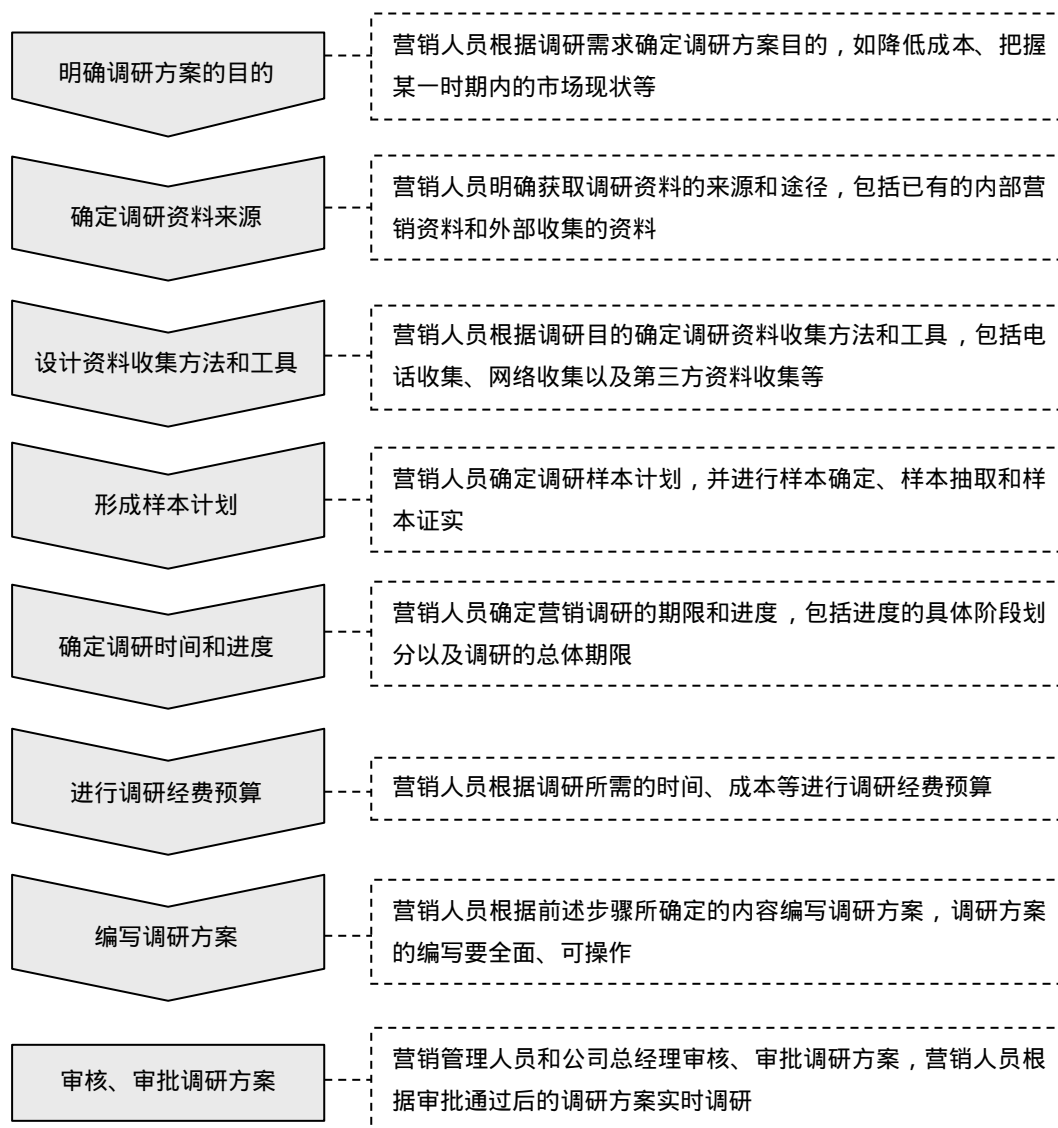 明确调研方案的目的
营销人员根据调研需求确定调研方案目的，如降低成本、把握
某一时期内的市场现状等
确定调研资料来源
营销人员明确获取调研资料的来源和途径，包括已有的内部营
销资料和外部收集的资料
设计资料收集方法和工具
营销人员根据调研目的确定调研资料收集方法和工具，包括电
话收集、网络收集以及第三方资料收集等
形成样本计划
营销人员确定调研样本计划，并进行样本确定、样本抽取和样
本证实
确定调研时间和进度
营销人员确定营销调研的期限和进度，包括进度的具体阶段划
分以及调研的总体期限
进行调研经费预算
营销人员根据调研所需的时间、成本等进行调研经费预算
编写调研方案
营销人员根据前述步骤所确定的内容编写调研方案，调研方案
的编写要全面、可操作
审核、审批调研方案
营销管理人员和公司总经理审核、审批调研方案，营销人员根
据审批通过后的调研方案实时调研